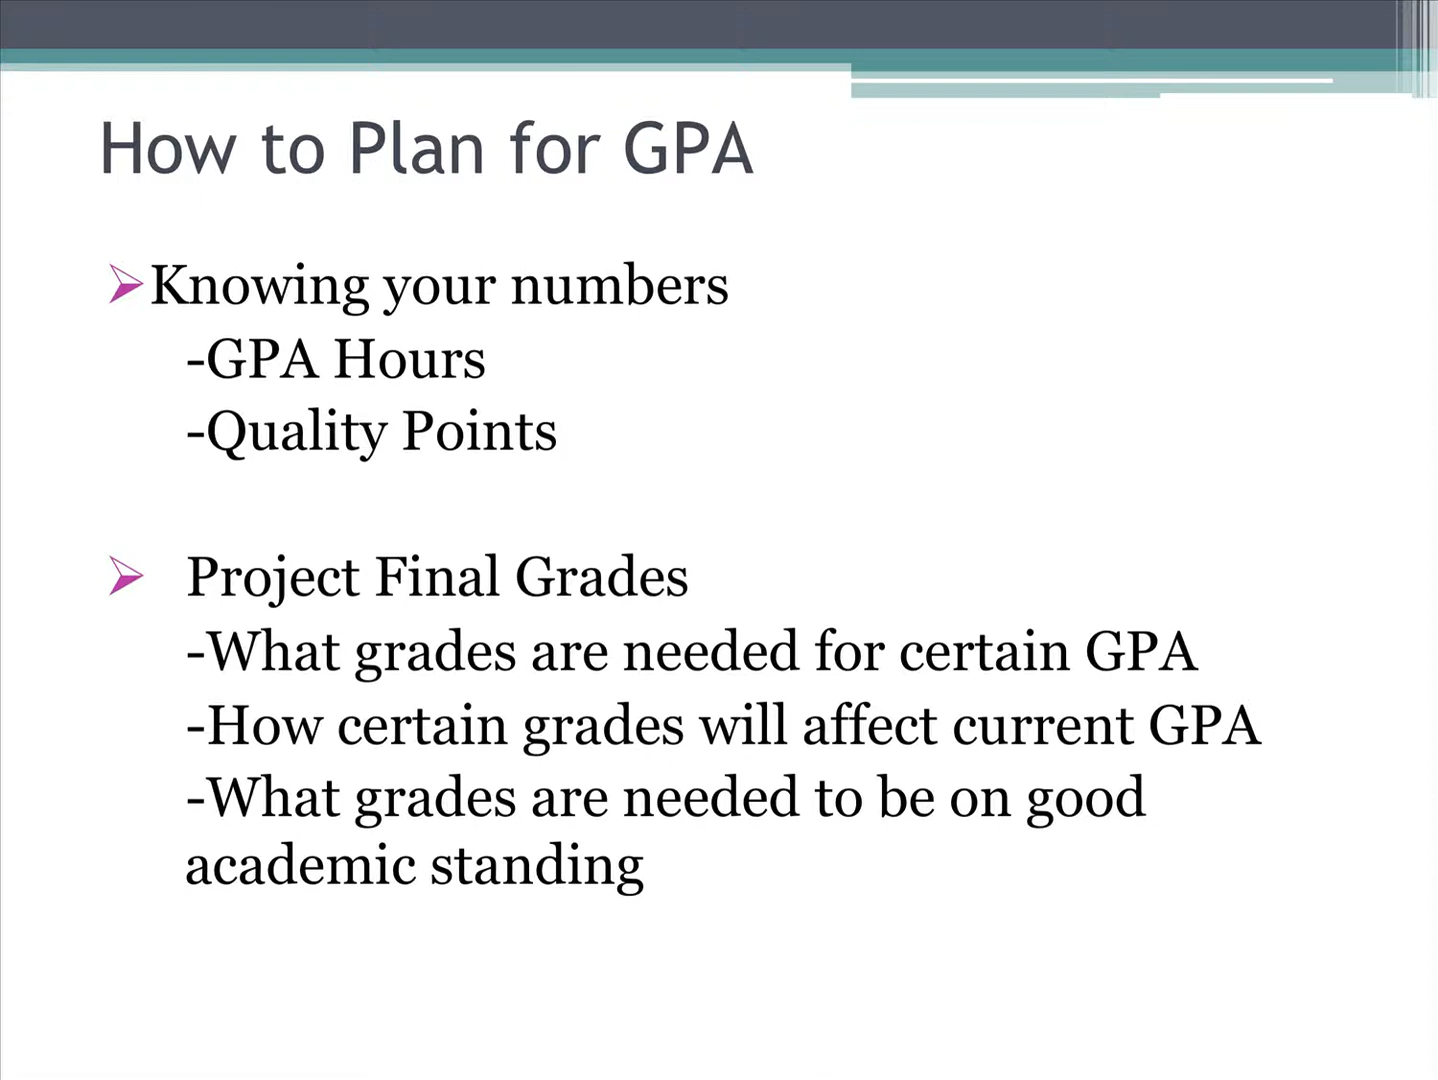 How to Plan for GPA
Knowing your numbers
-GPA Hours
-Quality Points
Project Final Grades
-What grades are needed for certain GPA
-How certain grades will affect current GPA
-What grades are needed to be on good
academic standing